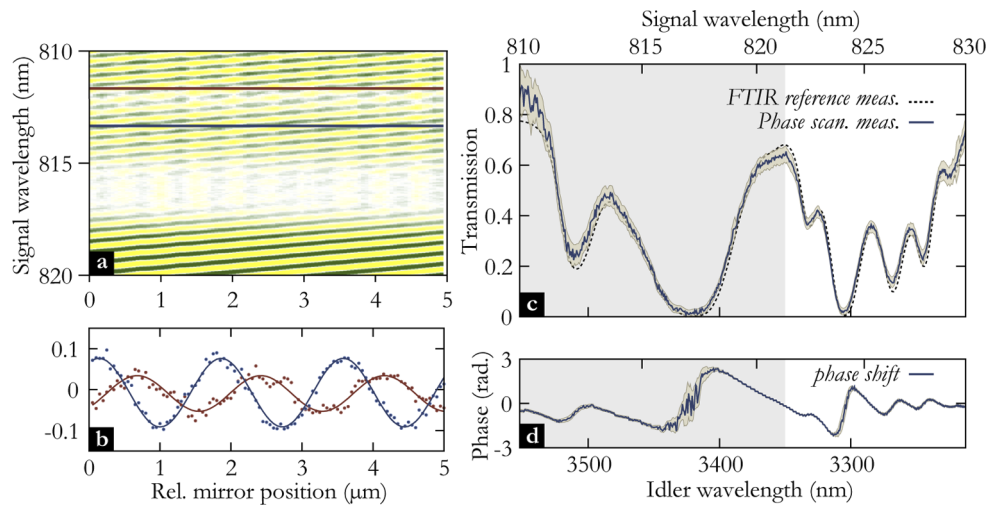 Signal wavelength (nm)
810
815
820
825
830
810
815
820
Signal wavelength (nm)
a
0
1
2
3
4
5
1
0.8
0.6
0.4
0.2
0
Transmission
FTIR reference meas.
Phase scan. meas.
c
0.1
0
-0.1
b
0
1
2
3
4
5
Rel. mirror position (μm)
3
0
-3
Phase (rad.)
phase shift
d
3500
3400
3300
Idler wavelength (nm)